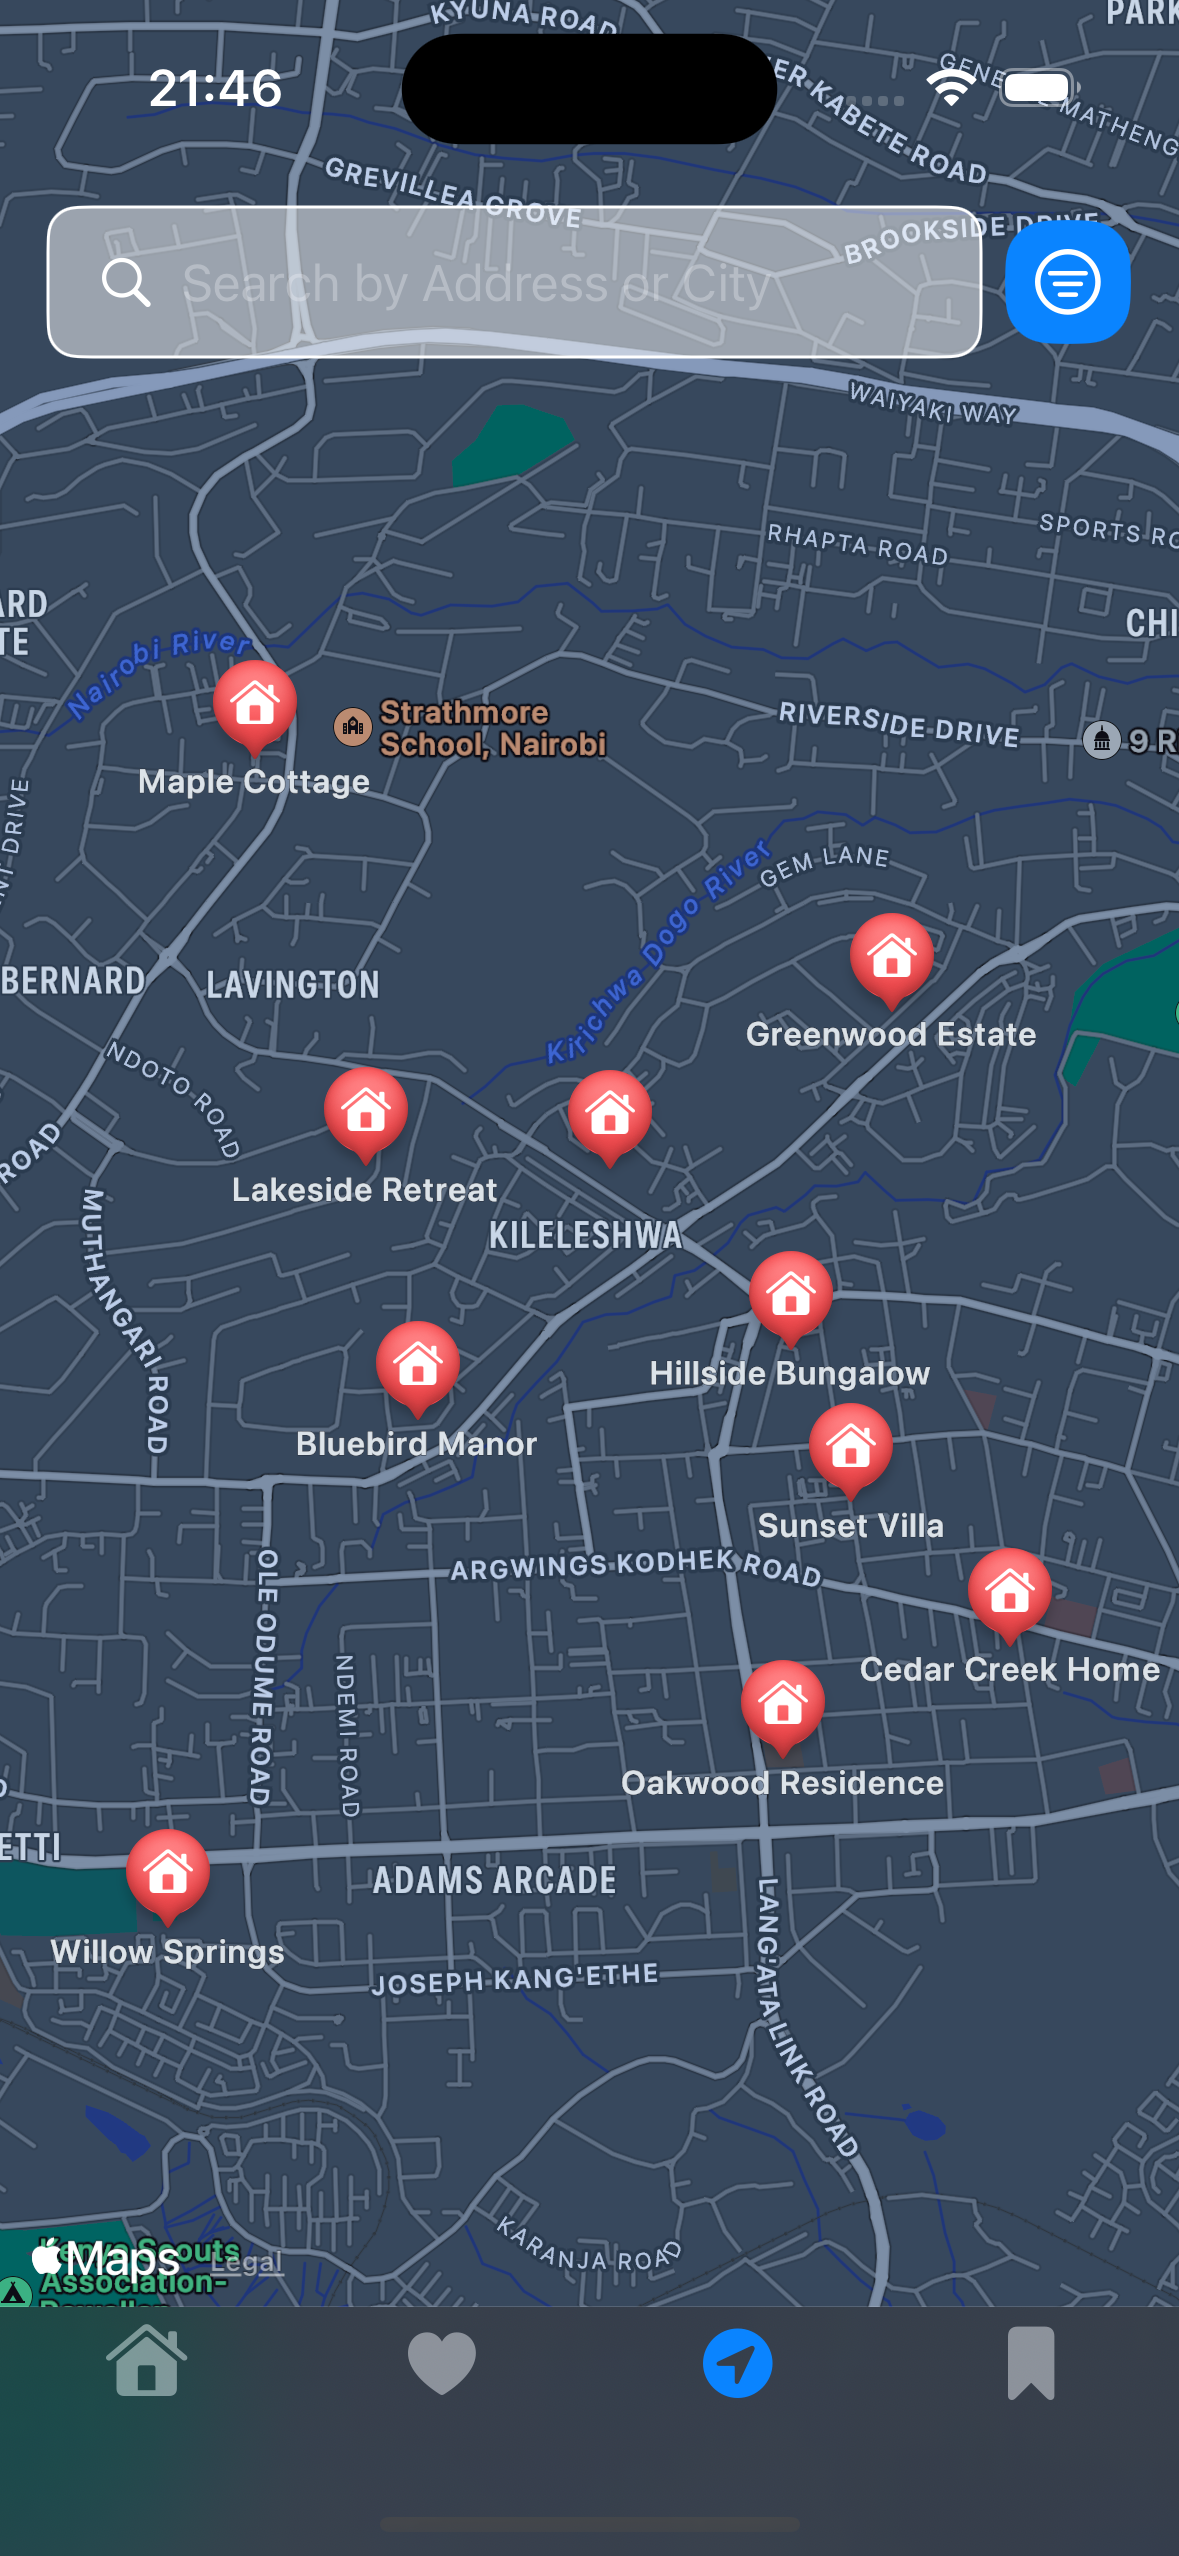 KYUNA ROAD
PARK
21:46
ER KABETE ROAD
GREVILLEA GROVE
BROOKSIDE DRIVE
Search by Address or City
WAIYAKI WAY
RHAPTA ROAD
SPORTS RO
ARD
TE
CHI
Nairobi River
Strathmore
School, Nairobi
RIVERSIDE DRIVE
9 R
Maple Cottage
NT DRIVE
GEM LANE
Kirichwa Dogo River
BERNARD
LAVINGTON
Greenwood Estate
NDOTO ROAD
ROAD
Lakeside Retreat
KILELESHWA
MUTHANGARI ROAD
Hillside Bungalow
Bluebird Manor
Sunset Villa
ARGWINGS KODHEK ROAD
OLE ODUME ROAD
NDEMI ROAD
Cedar Creek Home
Oakwood Residence
ETTI
ADAMS ARCADE
Willow Springs
JOSEPH KANG'ETHE
LANG'ATA LINK ROAD
KARANJA ROAD
Kenya Scouts
Maps
Legal
Association-